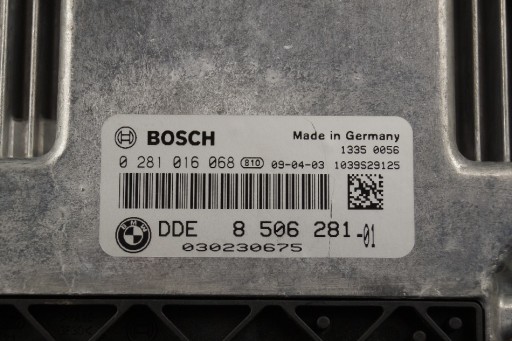 BOSCH Made in Germany
1335 0056
0 281 016 068 810 09-04-03 1039S29125
BMW DDE 8 506 281-01
030230675